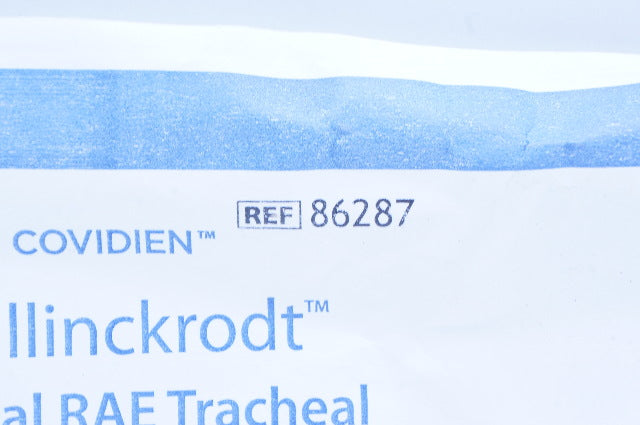 REF 86287
COVIDIEN™
llinckrodt™
al RAE Tracheal